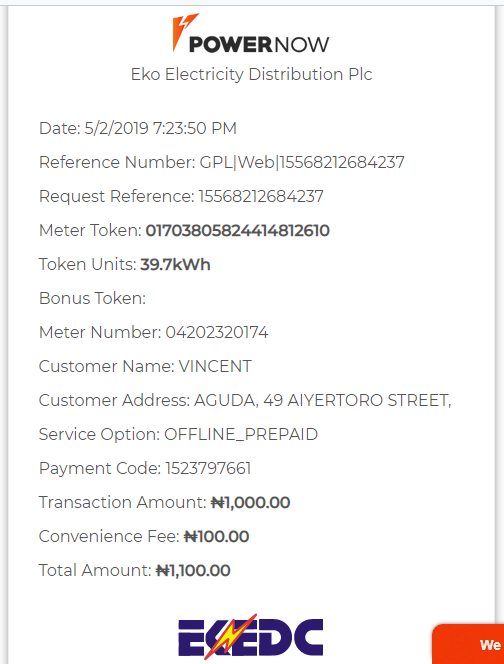 POWERNOW
Eko Electricity Distribution Plc
Date: 5/2/2019 7:23:50 PM
Reference Number: GPL|Web|15568212684237
Request Reference: 15568212684237
Meter Token: 01703805824414812610
Token Units: 39.7kWh
Bonus Token:
Meter Number: 04202320174
Customer Name: VINCENT
Customer Address: AGUDA, 49 AIYERTORO STREET,
Service Option: OFFLINE_PREPAID
Payment Code: 1523797661
Transaction Amount: ₦1,000.00
Convenience Fee: ₦100.00
Total Amount: ₦1,100.00
EKEDC
We